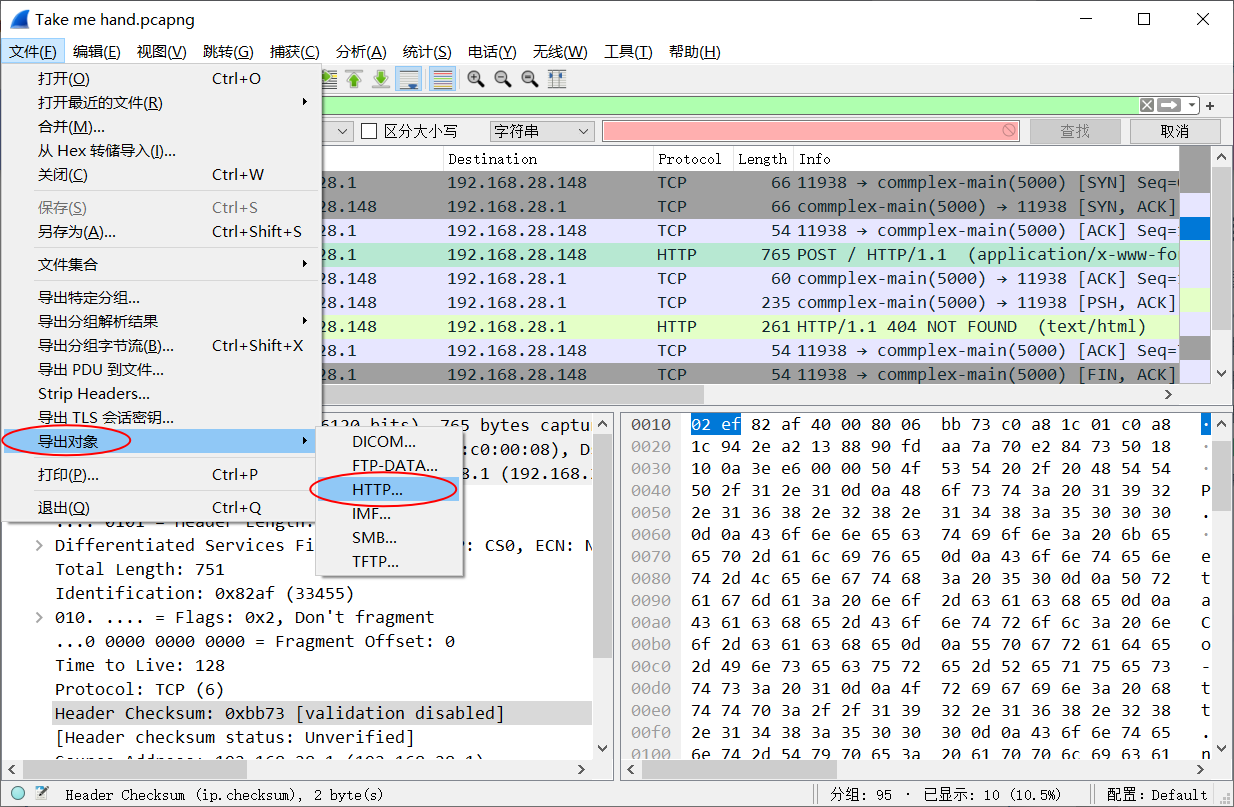 Take me hand.pcapng
文件(F) 编辑(E) 视图(V) 跳转(G) 捕获(C) 分析(A) 统计(S) 电话(Y) 无线(W) 工具(T) 帮助(H)
打开(O) Ctrl+O
打开最近的文件(R)
合并(M)...
从 Hex 转储导入(I)...
关闭(C) Ctrl+W
保存(S) Ctrl+S
另存为(A)... Ctrl+Shift+S
文件集合
导出特定分组...
导出分组解析结果
导出分组字节流(B)... Ctrl+Shift+X
导出 PDU 到文件...
Strip Headers...
导出 TLS 会话密钥...
导出对象
打印(P)... Ctrl+P
退出(Q) Ctrl+Q
DICOM...
FTP-DATA...
HTTP...
IMF...
SMB...
TFTP...
区分大小写 字符串 查找 取消
Destination Protocol Length Info
28.1 192.168.28.148 TCP 66 11938 → commplex-main(5000) [SYN] Seq=
28.148 192.168.28.1 TCP 66 commplex-main(5000) → 11938 [SYN, ACK]
28.1 192.168.28.148 TCP 54 11938 → commplex-main(5000) [ACK] Seq=
28.1 192.168.28.148 HTTP 765 POST / HTTP/1.1 (application/x-www-for
28.148 192.168.28.1 TCP 60 commplex-main(5000) → 11938 [ACK] Seq=
28.148 192.168.28.1 TCP 235 commplex-main(5000) → 11938 [PSH, ACK]
28.148 192.168.28.1 HTTP 261 HTTP/1.1 404 NOT FOUND (text/html)
28.1 192.168.28.148 TCP 54 11938 → commplex-main(5000) [ACK] Seq=
28.1 192.168.28.148 TCP 54 11938 → commplex-main(5000) [FIN, ACK]
6120 bits), 765 bytes captu
:c0:00:08), D
8.1 (192.168.
.... 0101 = Header Length:
Differentiated Services Fi : CS0, ECN: N
Total Length: 751
Identification: 0x82af (33455)
010. .... = Flags: 0x2, Don't fragment
...0 0000 0000 0000 = Fragment Offset: 0
Time to Live: 128
Protocol: TCP (6)
Header Checksum: 0xbb73 [validation disabled]
[Header checksum status: Unverified]
Source Address: 192.168.28.1 (192.168.28.1)
0010 02 ef 82 af 40 00 80 06 bb 73 c0 a8 1c 01 c0 a8 ·
0020 1c 94 2e a2 13 88 90 fd aa 7a 70 e2 84 73 50 18 ·
0030 10 0a 3e e6 00 00 50 4f 53 54 20 2f 20 48 54 54 ·
0040 50 2f 31 2e 31 0d 0a 48 6f 73 74 3a 20 31 39 32 P
0050 2e 31 36 38 2e 32 38 2e 31 34 38 3a 35 30 30 30 .
0060 0d 0a 43 6f 6e 6e 65 63 74 69 6f 6e 3a 20 6b 65 ·
0070 65 70 2d 61 6c 69 76 65 0d 0a 43 6f 6e 74 65 6e e
0080 74 2d 4c 65 6e 67 74 68 3a 20 35 30 0d 0a 50 72 t
0090 61 67 6d 61 3a 20 6e 6f 2d 63 61 63 68 65 0d 0a a
00a0 43 61 63 68 65 2d 43 6f 6e 74 72 6f 6c 3a 20 6e C
00b0 6f 2d 63 61 63 68 65 0d 0a 55 70 67 72 61 64 65 o
00c0 2d 49 6e 73 65 63 75 72 65 2d 52 65 71 75 65 73 -
00d0 74 73 3a 20 31 0d 0a 4f 72 69 67 69 6e 3a 20 68 t
00e0 74 74 70 3a 2f 2f 31 39 32 2e 31 36 38 2e 32 38 t
00f0 2e 31 34 38 3a 35 30 30 30 0d 0a 43 6f 6e 74 65 .
0100 6e 74 2d 54 79 70 65 3a 20 61 70 70 6c 69 63 61 n
Header Checksum (ip.checksum), 2 byte(s) 分组: 95 · 已显示: 10 (10.5%) 配置: Default